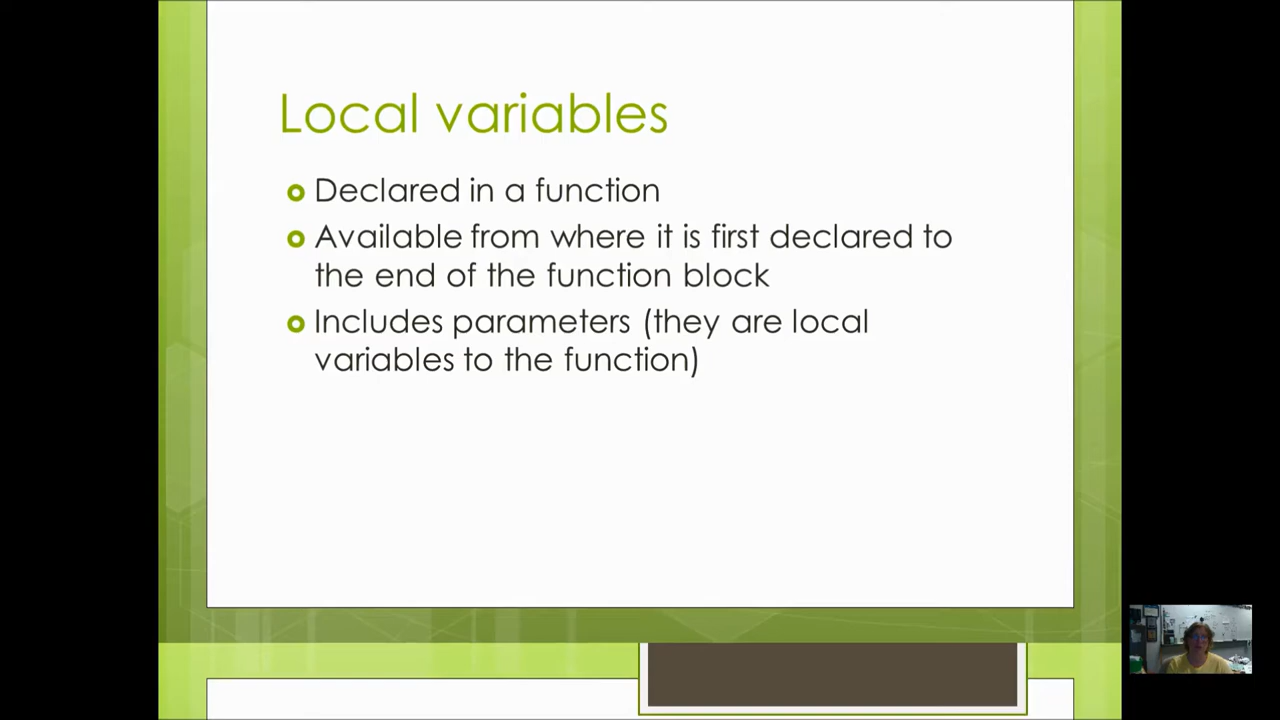 Local variables
Declared in a function
Available from where it is first declared to
the end of the function block
Includes parameters (they are local
variables to the function)